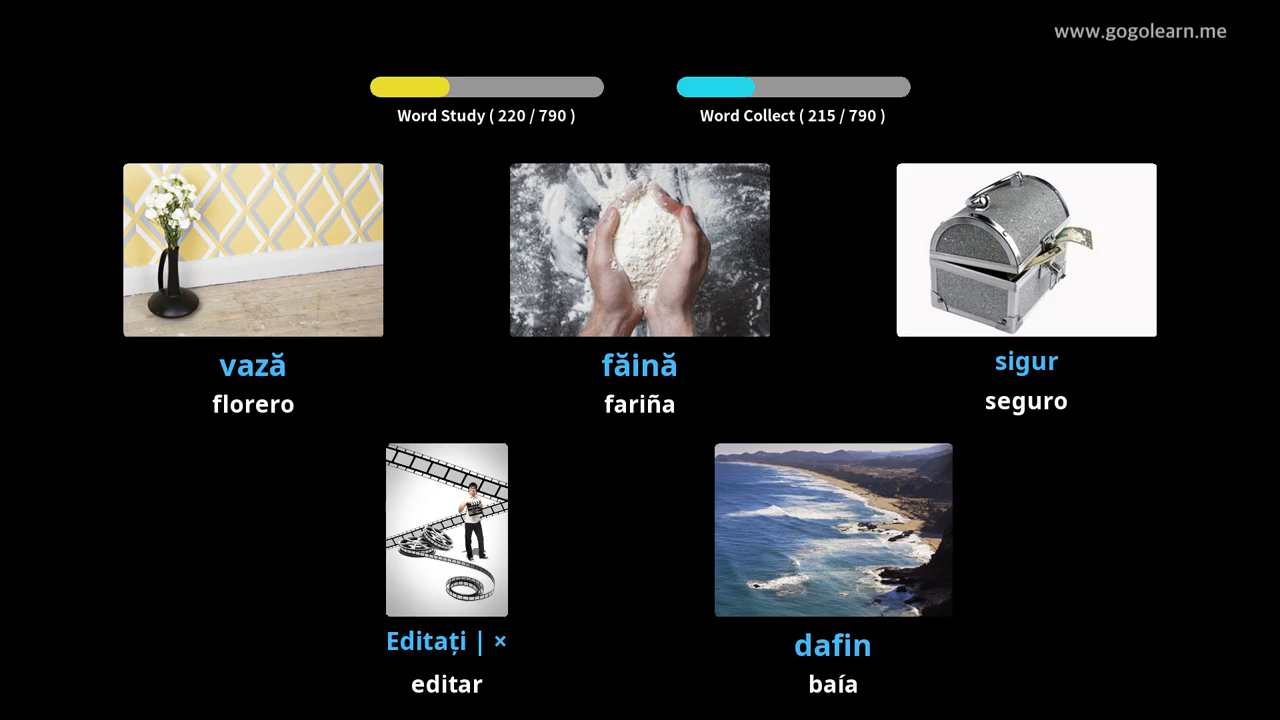 www.gogolearn.me
Word Study ( 220 / 790 )
Word Collect ( 215 / 790 )
vază
florero
făină
fariña
sigur
seguro
Editați | ×
editar
dafin
baía